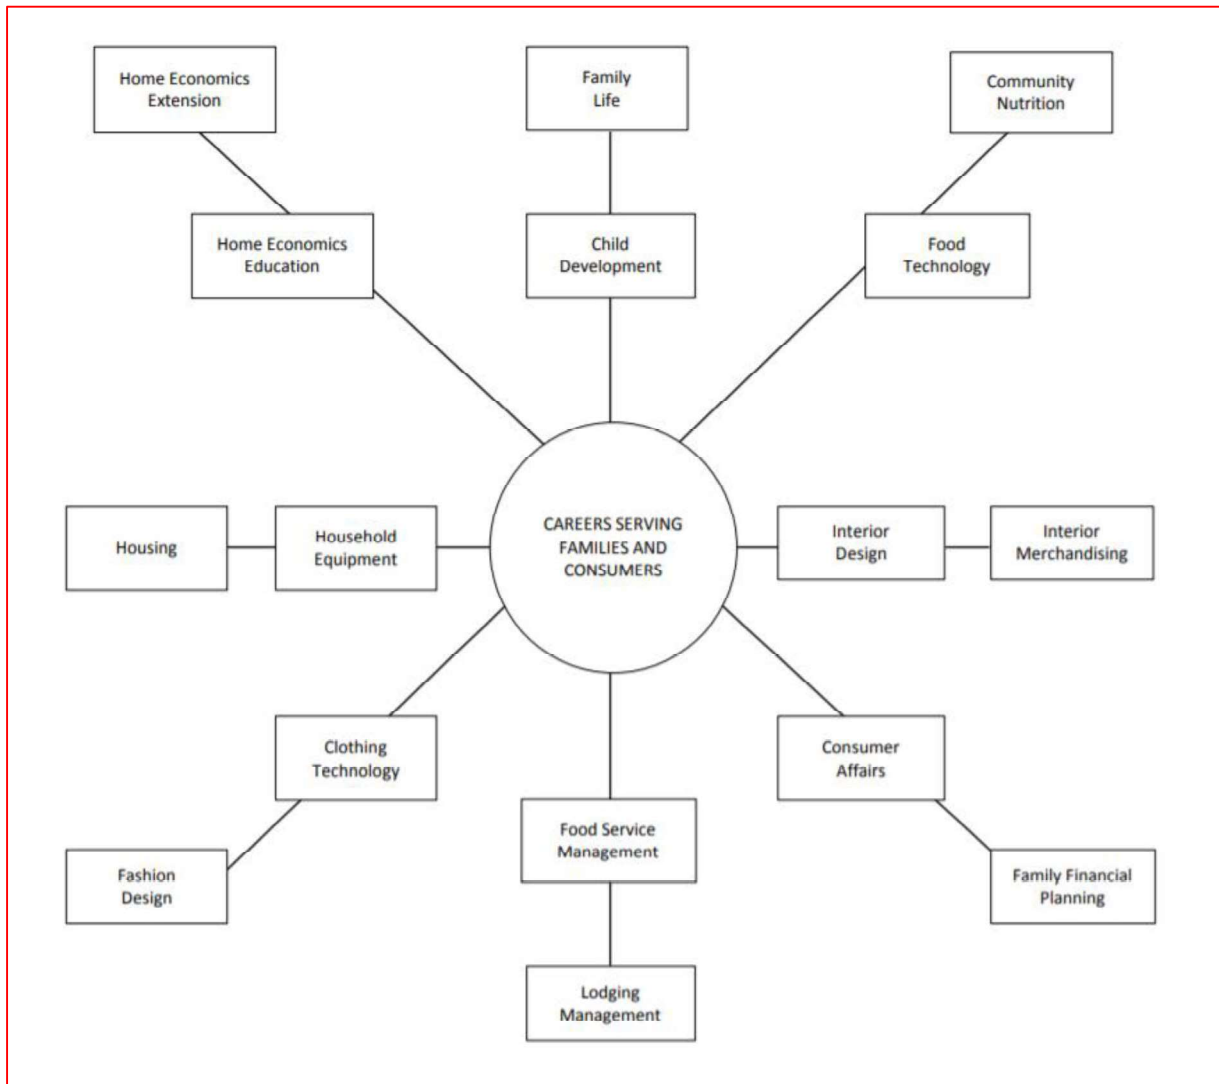 Home Economics
Extension
Family
Life
Community
Nutrition
Home Economics
Education
Child
Development
Food
Technology
CAREERS SERVING
FAMILIES AND
CONSUMERS
Housing
Household
Equipment
Interior
Design
Interior
Merchandising
Clothing
Technology
Consumer
Affairs
Food Service
Management
Fashion
Design
Family Financial
Planning
Lodging
Management